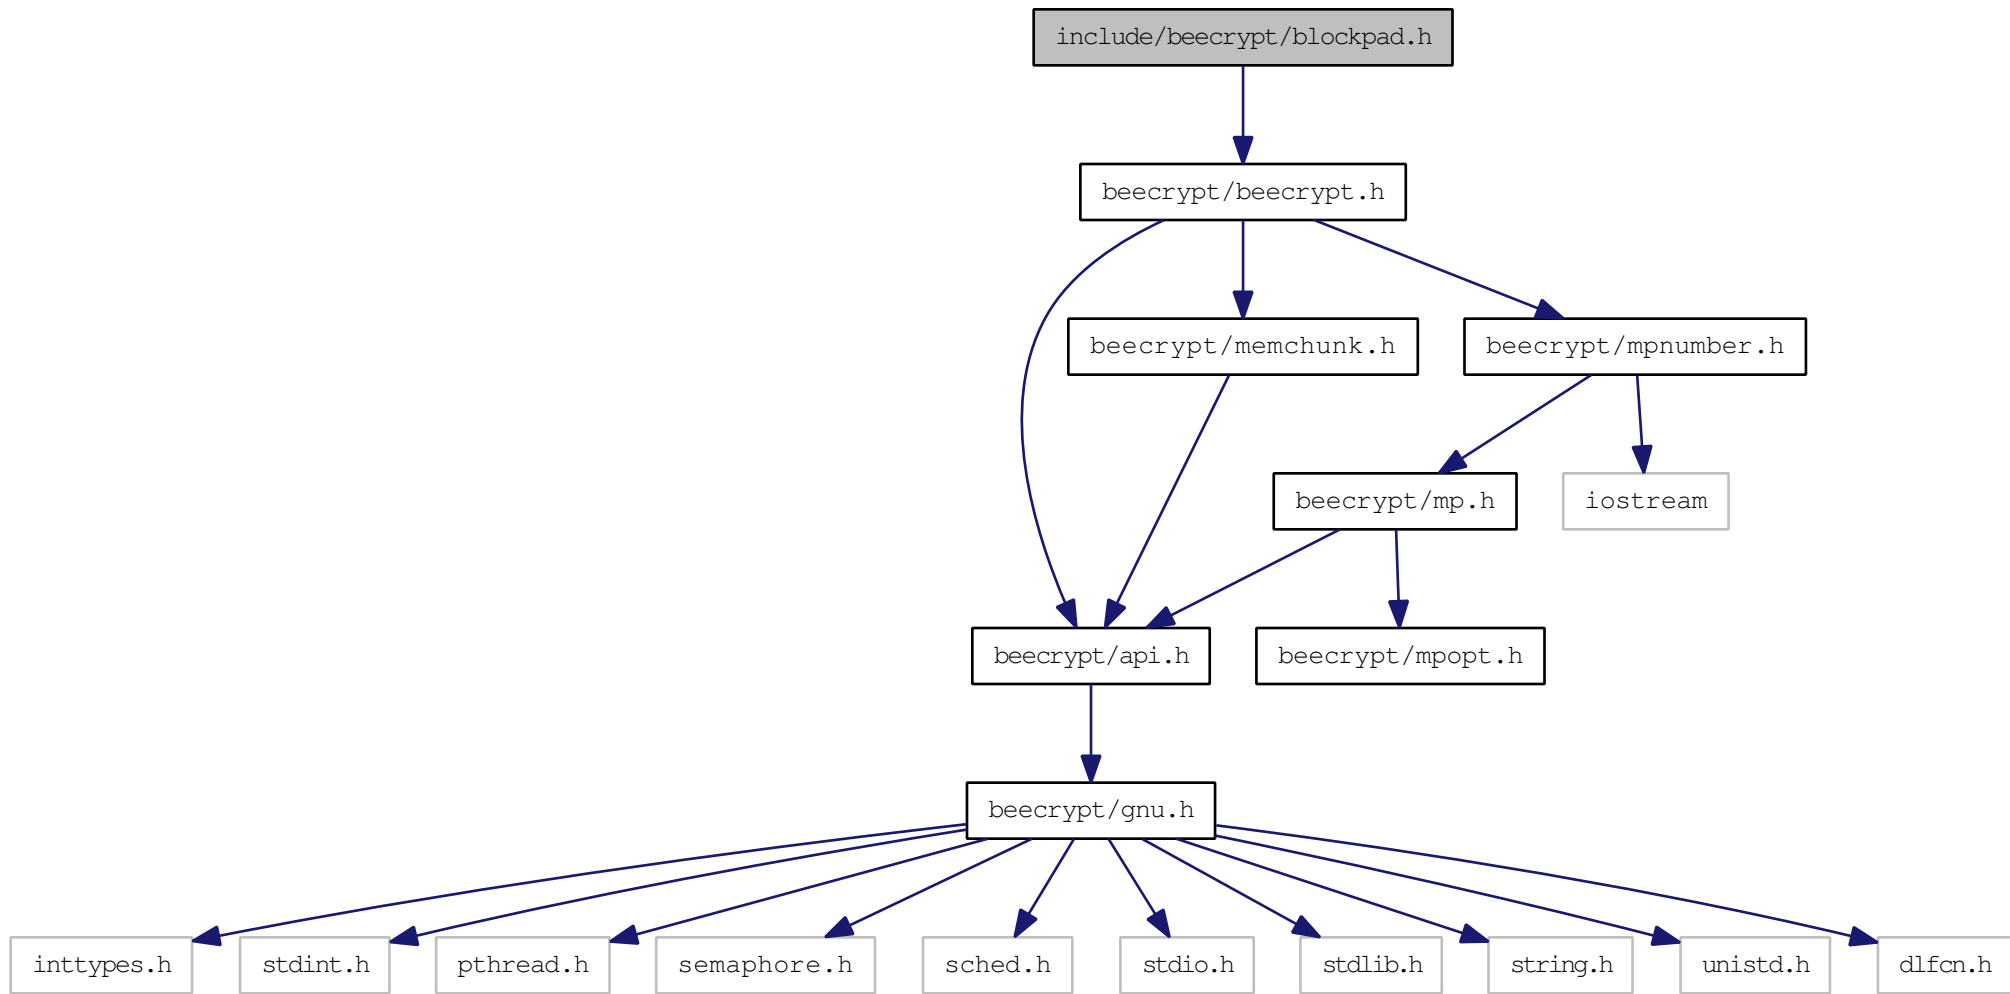 include/beecrypt/blockpad.h
beecrypt/beecrypt.h
beecrypt/memchunk.h
beecrypt/mpnumber.h
beecrypt/mp.h
iostream
beecrypt/api.h
beecrypt/mpopt.h
beecrypt/gnu.h
inttypes.h
stdint.h
pthread.h
semaphore.h
sched.h
stdio.h
stdlib.h
string.h
unistd.h
dlfcn.h